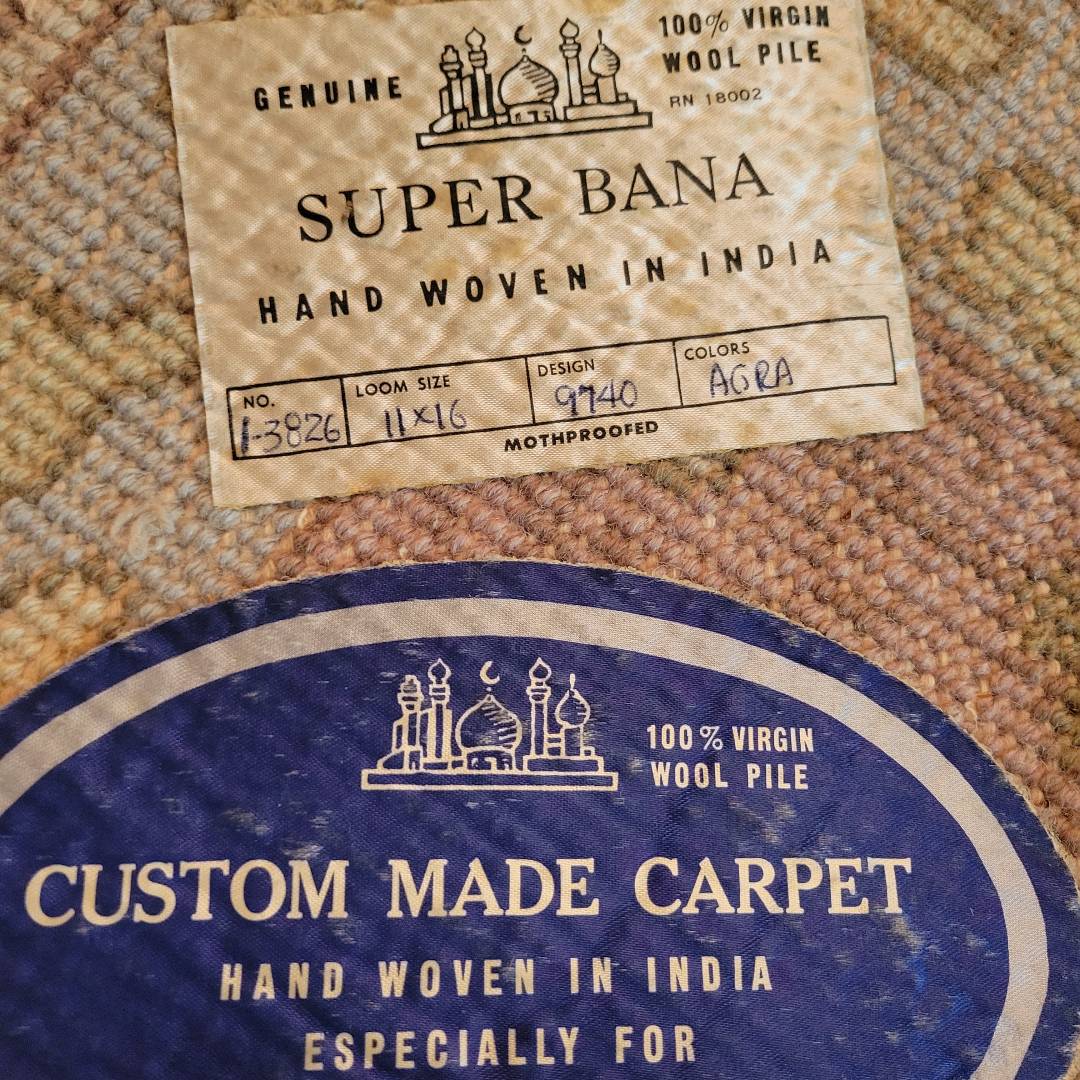 GENUINE
100% VIRGIN
WOOL PILE
RN 18002
SUPER BANA
HAND WOVEN IN INDIA
NO. LOOM SIZE DESIGN COLORS
1-3826 11x16 9740 AGRA
MOTHPROOFED
100% VIRGIN
WOOL PILE
CUSTOM MADE CARPET
HAND WOVEN IN INDIA
ESPECIALLY FOR